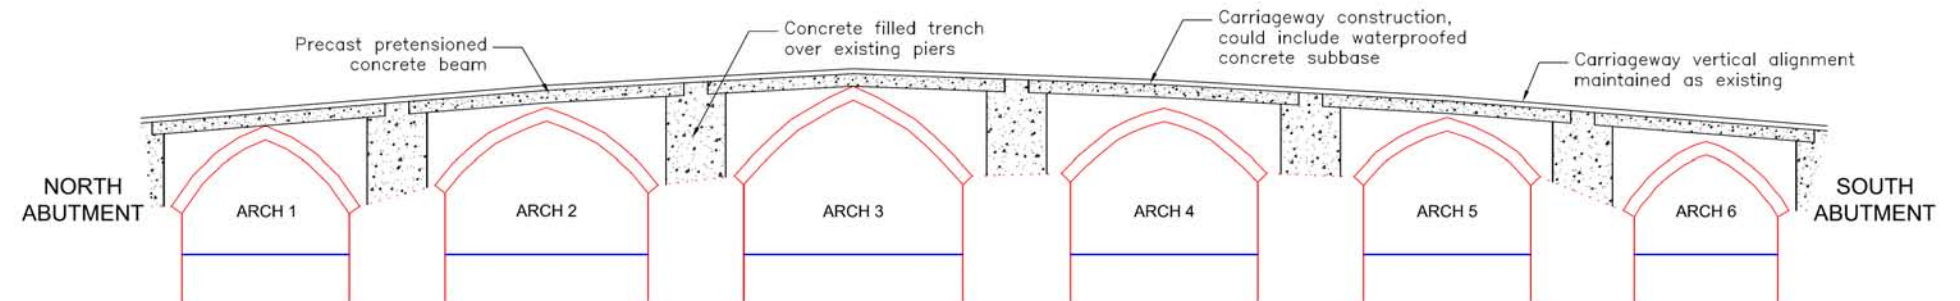 Precast pretensioned
concrete beam
Concrete filled trench
over existing piers
Carriageway construction,
could include waterproofed
concrete subbase
Carriageway vertical alignment
maintained as existing
NORTH
ABUTMENT
ARCH 1
ARCH 2
ARCH 3
ARCH 4
ARCH 5
ARCH 6
SOUTH
ABUTMENT